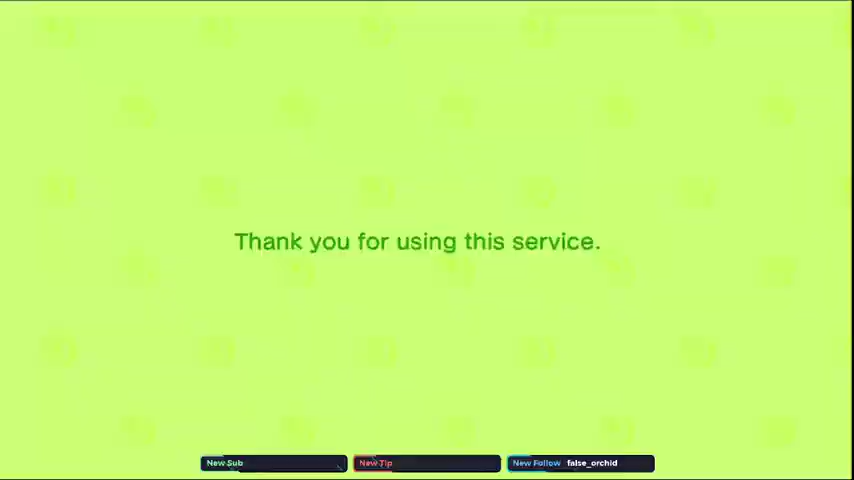 Thank you for using this service.
New Sub
New Tip
New Follow false_orchid